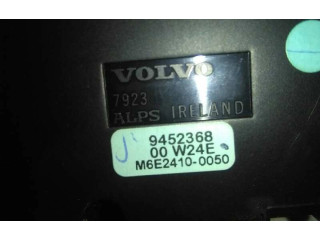 VOLVO
7923
ALPS IRELAND
9452368
00 W24E
M6E2410-0050